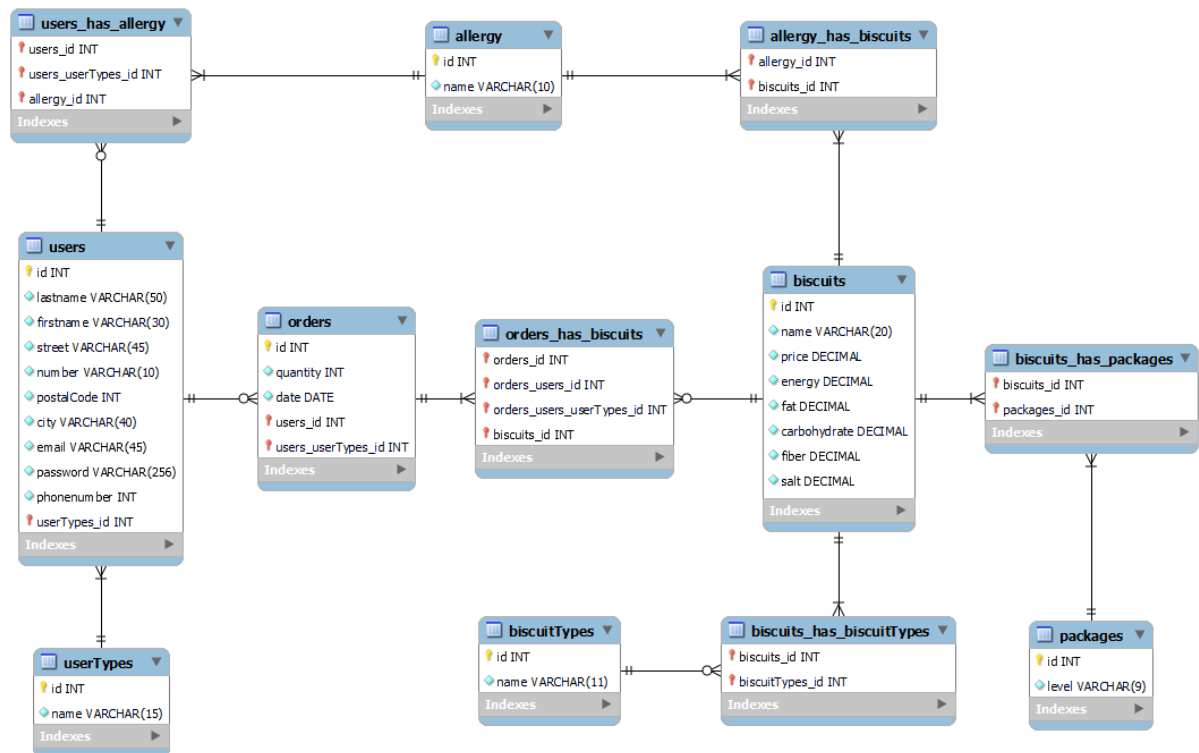 users_has_allergy
users_id INT
users_userTypes_id INT
allergy_id INT
Indexes
allergy
id INT
name VARCHAR(10)
Indexes
allergy_has_biscuits
allergy_id INT
biscuits_id INT
Indexes
users
id INT
lastname VARCHAR(50)
firstname VARCHAR(30)
street VARCHAR(45)
number VARCHAR(10)
postalCode INT
city VARCHAR(40)
email VARCHAR(45)
password VARCHAR(256)
phonenumber INT
userTypes_id INT
Indexes
orders
id INT
quantity INT
date DATE
users_id INT
users_userTypes_id INT
Indexes
orders_has_biscuits
orders_id INT
orders_users_id INT
orders_users_userTypes_id INT
biscuits_id INT
Indexes
biscuits
id INT
name VARCHAR(20)
price DECIMAL
energy DECIMAL
fat DECIMAL
carbohydrate DECIMAL
fiber DECIMAL
salt DECIMAL
Indexes
biscuits_has_packages
biscuits_id INT
packages_id INT
Indexes
userTypes
id INT
name VARCHAR(15)
Indexes
biscuitTypes
id INT
name VARCHAR(11)
Indexes
biscuits_has_biscuitTypes
biscuits_id INT
biscuitTypes_id INT
Indexes
packages
id INT
level VARCHAR(9)
Indexes